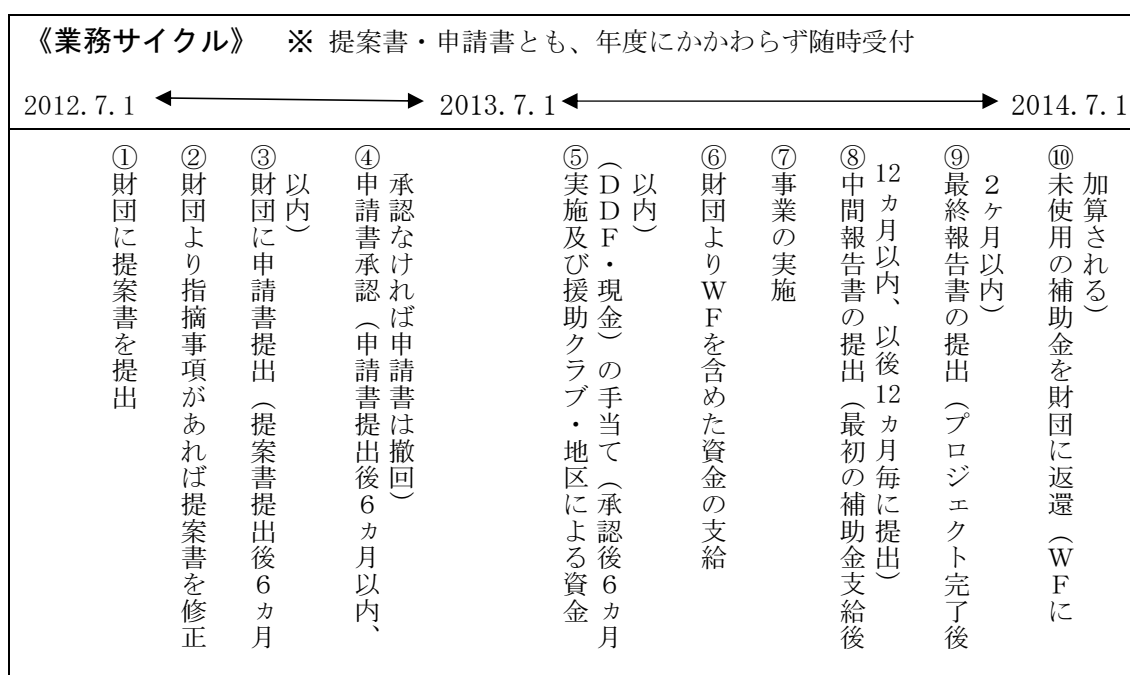 《業務サイクル》 ※ 提案書・申請書とも、年度にかかわらず随時受付
2012.7.1 2013.7.1 2014.7.1
①財団に提案書を提出
②財団より指摘事項があれば提案書を修正
③財団に申請書提出（提案書提出後６ヵ月
以内）
④申請書承認（申請書提出後６ヵ月以内、
承認なければ申請書は撤回）
⑤実施及び援助クラブ・地区による資金
（ＤＤＦ・現金）の手当て（承認後６ヵ月
以内）
⑥財団よりＷＦを含めた資金の支給
⑦事業の実施
⑧中間報告書の提出（最初の補助金支給後
12ヵ月以内、以後12ヵ月毎に提出）
⑨最終報告書の提出（プロジェクト完了後
２ヶ月以内）
⑩未使用の補助金を財団に返還（ＷＦに
加算される）